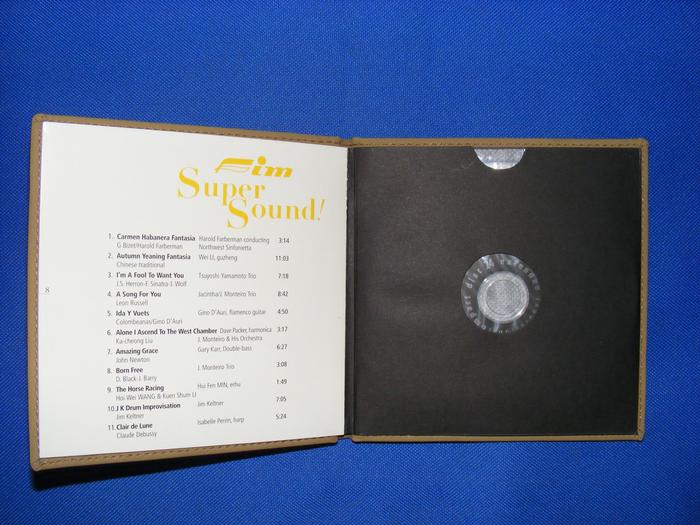 Fim
Super
Sound!
1. Carmen Habanera Fantasia Harold Farberman conducting 3:14
G Bizet/Harold Farberman Northwest Sinfonietta
2. Autumn Yeaning Fantasia Wei LI, guzheng 11:03
Chinese traditional
3. I'm A Fool To Want You Tsuyoshi Yamamoto Trio 7:18
J.S. Herron-F. Sinatra-J. Wolf
4. A Song For You Jacintha/J. Monteiro Trio 8:42
Leon Russell
5. Ida Y Vuets Gino D'Auri, flamenco guitar 4:50
Colombeanas/Gino D'Auri
6. Alone I Ascend To The West Chamber Dave Packer, harmonica 3:17
Ka-cheong Liu J. Monteiro & His Orchestra
7. Amazing Grace Gary Karr, Double-bass 6:27
John Newton
8. Born Free J. Monteiro Trio 3:08
D. Black-J. Barry
9. The Horse Racing Hui Fen MIN, erhu 1:49
Hoi Wei WANG & Kuen Shum LI
10. J K Drum Improvisation Jim Keltner 7:05
Jim Keltner
11. Clair de Lune Isabelle Perrin, harp 5:24
Claude Debussy
8